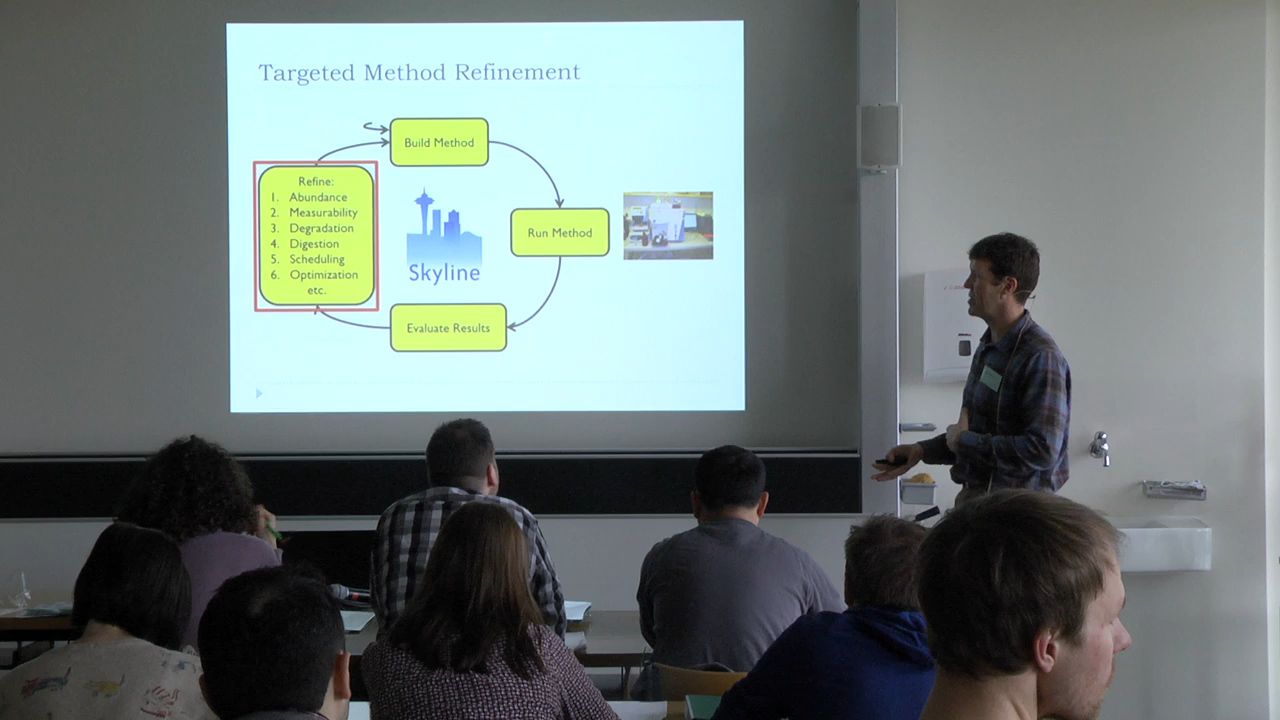 Targeted Method Refinement
Build Method
Refine:
1. Abundance
2. Measurability
3. Degradation
4. Digestion
5. Scheduling
6. Optimization
etc.
Run Method
Skyline
Evaluate Results